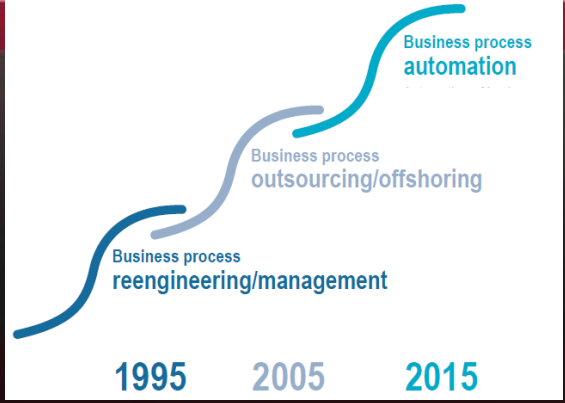 Business process
automation
Business process
outsourcing/offshoring
Business process
reengineering/management
1995 2005 2015